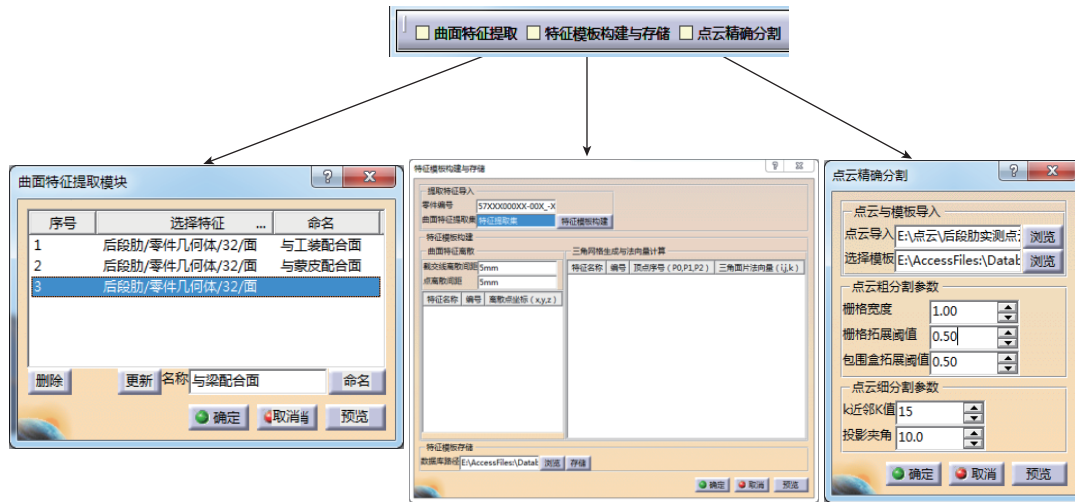 曲面特征提取 特征模板构建与存储 点云精确分割
曲面特征提取模块
序号 选择特征 ... 命名
1 后段肋/零件几何体/32/面 与工装配合面
2 后段肋/零件几何体/32/面 与蒙皮配合面
3 后段肋/零件几何体/32/面
删除 更新 名称 与梁配合面 命名
确定 取消 预览
特征模板构建与存储
提取特征导入
零件编号 57XXX000XX-00X_-X
曲面特征提取集 特征提取集 特征模板构建
特征模板构建
曲面特征离散 三角网格生成与法向量计算
截交线离散间距 5mm
点离散间距 5mm
特征名称 编号 离散点坐标(x,y,z)
特征名称 编号 顶点序号(P0,P1,P2) 三角面片法向量(i,j,k)
特征模板存储
数据库路径 E:\AccessFiles:\Datab 浏览 存储
确定 取消 预览
点云精确分割
点云与模板导入
点云导入 E:\点云\后段肋实测点 浏览
选择模板 E:\AccessFiles:\Datab 浏览
点云粗分割参数
栅格宽度 1.00
栅格拓展阈值 0.50
包围盒拓展阈值 0.50
点云细分割参数
k近邻K值 15
投影夹角 10.0
确定 取消 预览